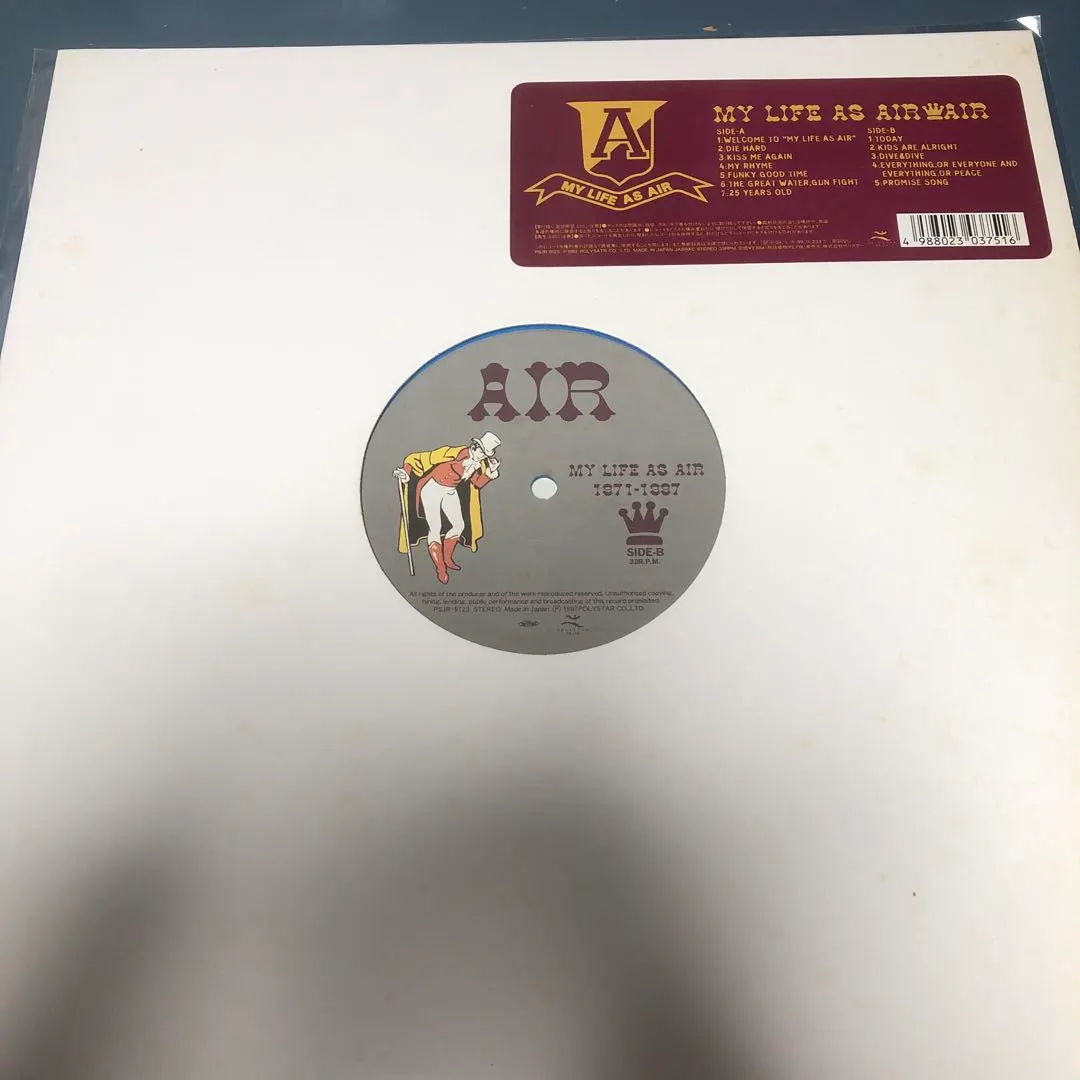 A
MY LIFE AS AIR
MY LIFE AS AIR AIR
SIDE-A
1.WELCOME TO "MY LIFE AS AIR"
2.DIE HARD
3.KISS ME AGAIN
4.MY RHYME
5.FUNKY GOOD TIME
6.THE GREAT WATER,GUN FIGHT
7.25 YEARS OLD
SIDE-B
1.TODAY
2.KIDS ARE ALRIGHT
3.DIVE&DIVE
4.EVERYTHING,OR EVERYONE AND
EVERYTHING,OR PEACE
5.PROMISE SONG
4 988023 037516
AIR
MY LIFE AS AIR
1971-1997
SIDE-B
33R.P.M.
All rights of the producer and of the work reproduced reserved. Unauthorised copying,
hiring, lending, public performance and broadcasting of this record prohibited.
PSJR-9123 STEREO Made in Japan Ⓟ 1997POLYSTAR CO.,LTD.